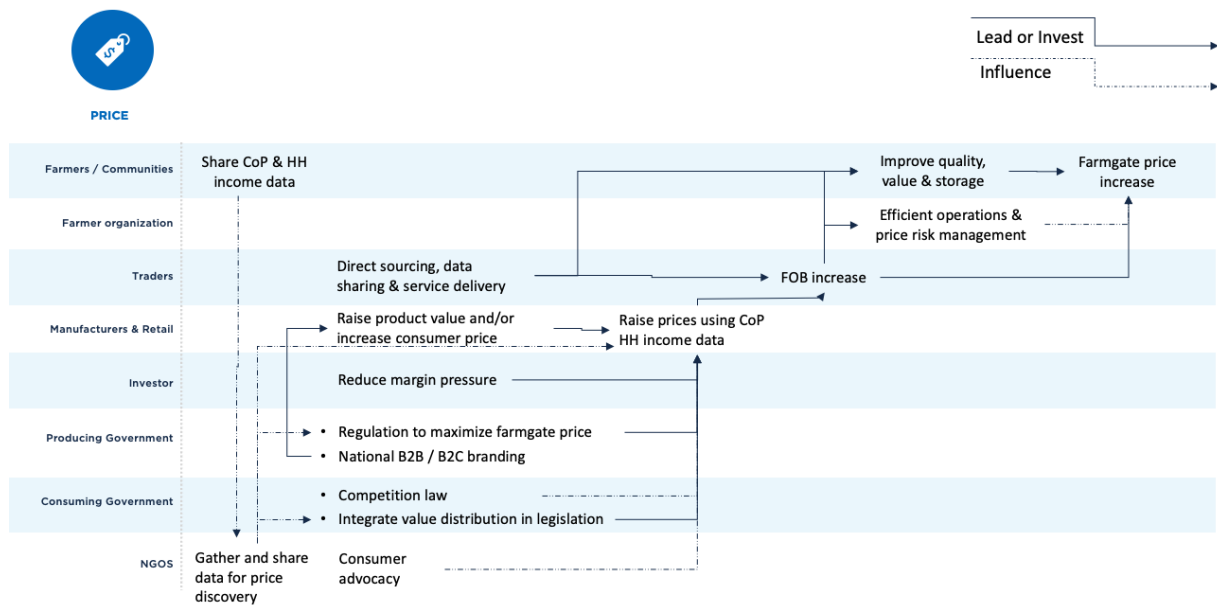 Lead or Invest
Influence
PRICE
Farmers / Communities
Share CoP & HH
income data
Improve quality,
value & storage
Farmgate price
increase
Farmer organization
Efficient operations &
price risk management
Traders
Direct sourcing, data
sharing & service delivery
FOB increase
Manufacturers & Retail
Raise product value and/or
increase consumer price
Raise prices using CoP
HH income data
Investor
Reduce margin pressure
Producing Government
• Regulation to maximize farmgate price
• National B2B / B2C branding
Consuming Government
• Competition law
• Integrate value distribution in legislation
NGOS
Gather and share
data for price
discovery
Consumer
advocacy